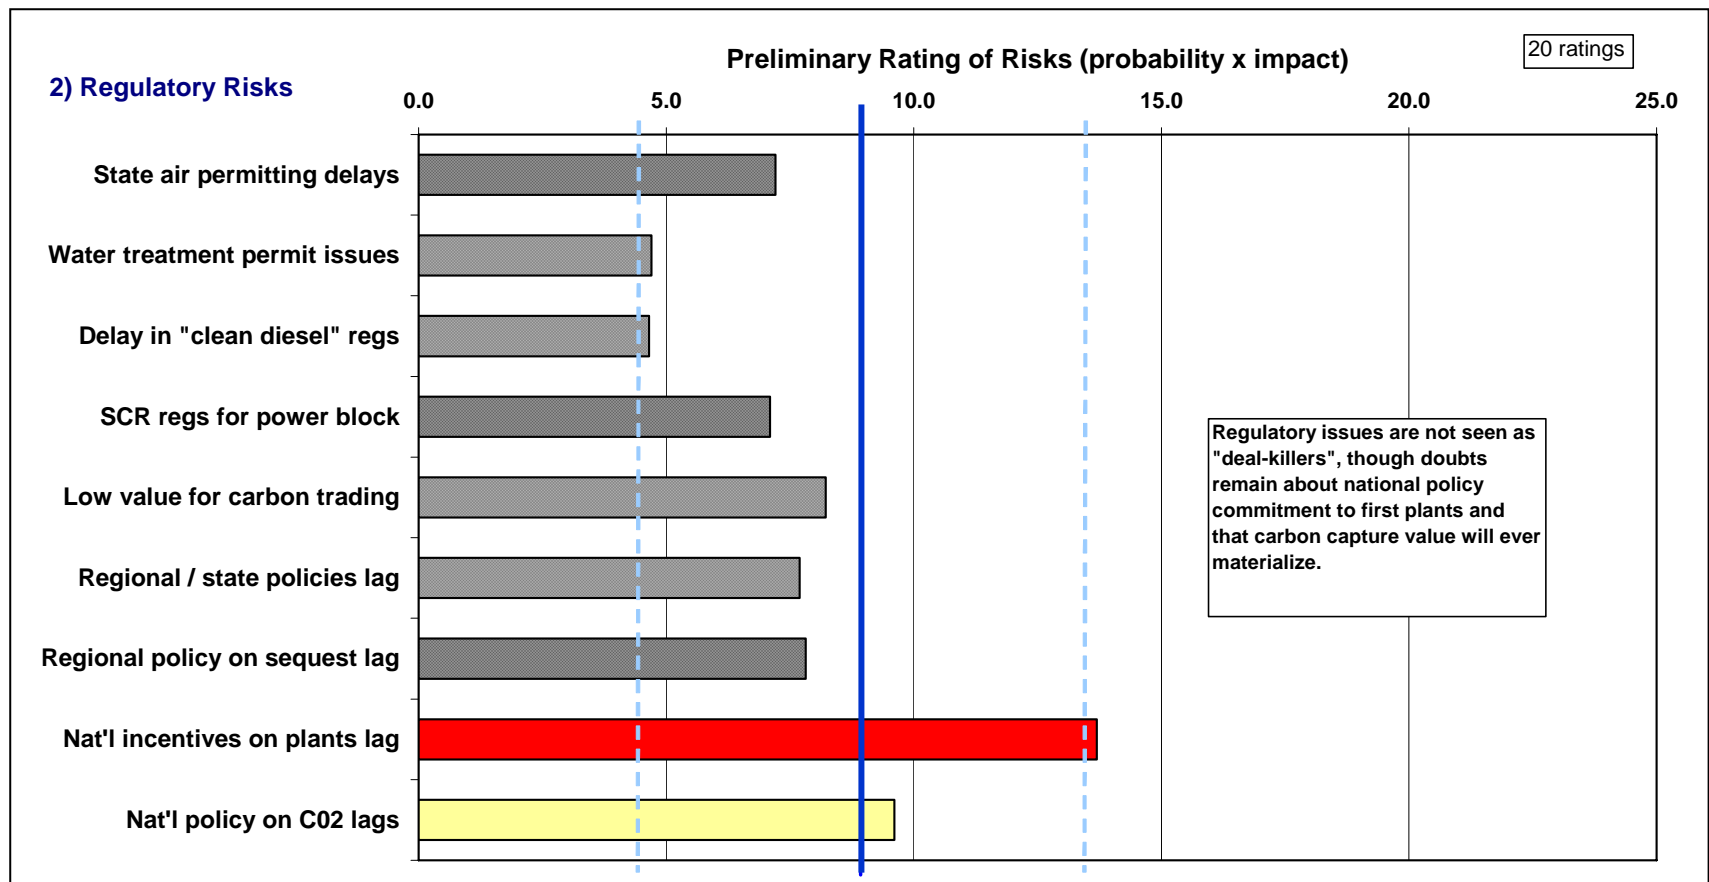 Preliminary Rating of Risks (probability x impact)
20 ratings
2) Regulatory Risks
0.0 5.0 10.0 15.0 20.0 25.0
State air permitting delays
Water treatment permit issues
Delay in "clean diesel" regs
SCR regs for power block
Low value for carbon trading
Regional / state policies lag
Regional policy on sequest lag
Nat'l incentives on plants lag
Nat'l policy on C02 lags
Regulatory issues are not seen as
"deal-killers", though doubts
remain about national policy
commitment to first plants and
that carbon capture value will ever
materialize.